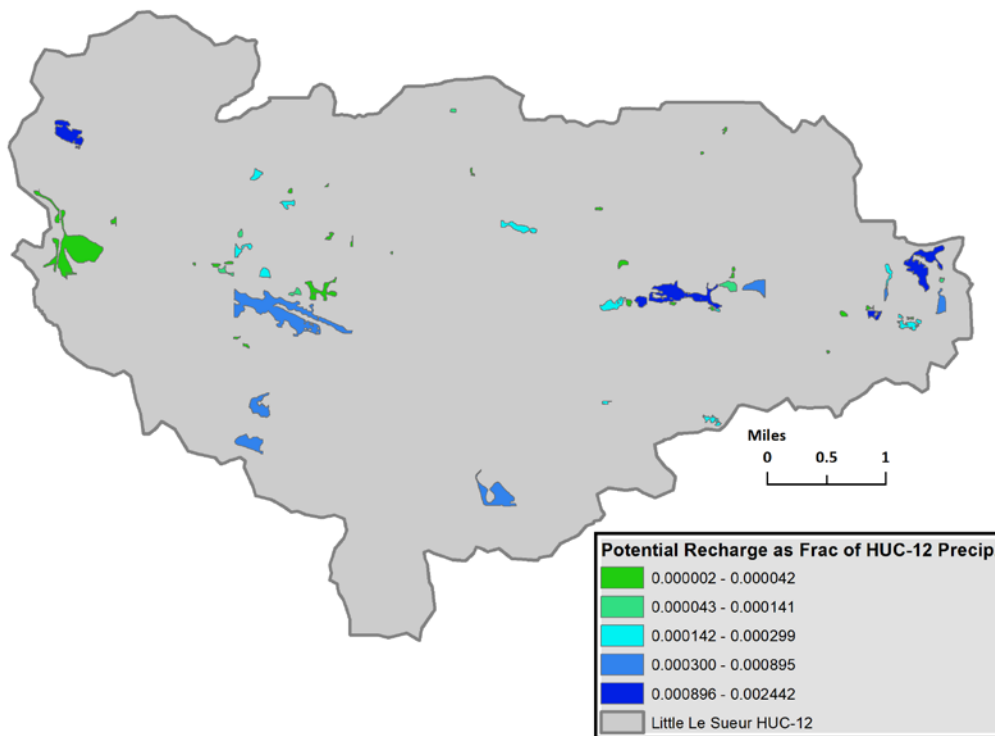 Miles
0 0.5 1
Potential Recharge as Frac of HUC-12 Precip
0.000002 - 0.000042
0.000043 - 0.000141
0.000142 - 0.000299
0.000300 - 0.000895
0.000896 - 0.002442
Little Le Sueur HUC-12